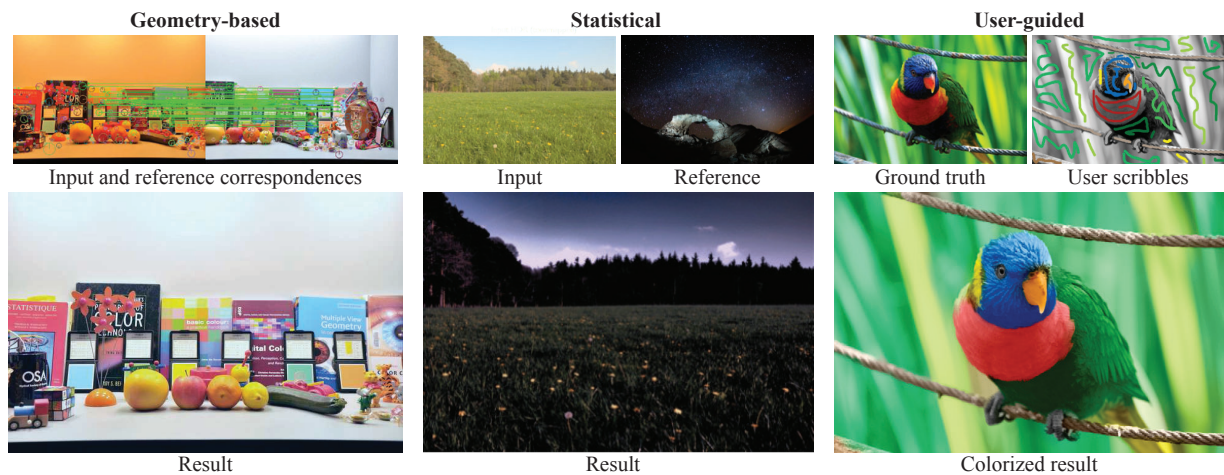 Geometry-based
Statistical
User-guided
Input and reference correspondences
Input
Reference
Ground truth
User scribbles
STATISTIQUE
COLOR
basic colour
Multiple View
Geometry
OSA
Result
Result
Colorized result